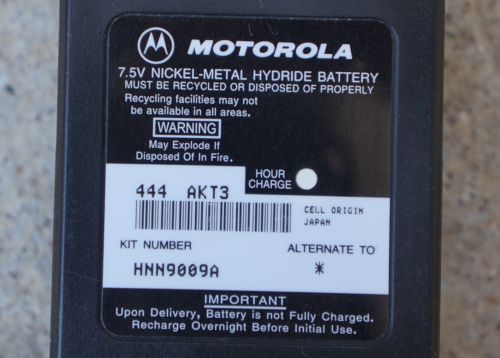 MOTOROLA
7.5V NICKEL-METAL HYDRIDE BATTERY
MUST BE RECYCLED OR DISPOSED OF PROPERLY
Recycling facilities may not
be available in all areas.
WARNING
May Explode If
Disposed Of In Fire.
HOUR
CHARGE
444 AKT3
CELL ORIGIN
JAPAN
KIT NUMBER
ALTERNATE TO
HNN9009A
*
IMPORTANT
Upon Delivery, Battery is not Fully Charged.
Recharge Overnight Before Initial Use.